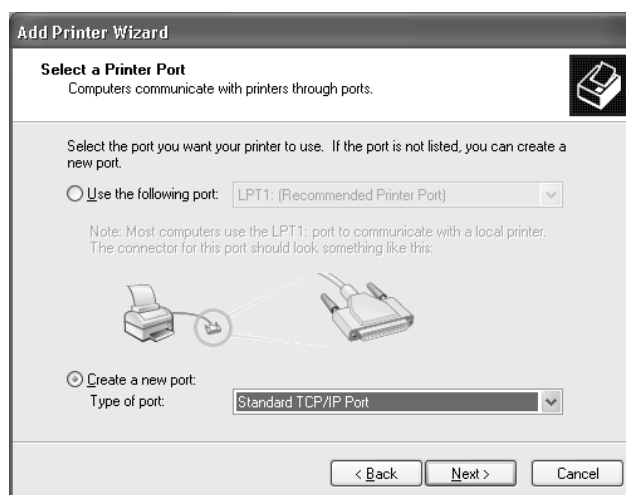 Add Printer Wizard
Select a Printer Port
Computers communicate with printers through ports.
Select the port you want your printer to use. If the port is not listed, you can create a
new port.
Use the following port: LPT1: (Recommended Printer Port)
Note: Most computers use the LPT1: port to communicate with a local printer.
The connector for this port should look something like this:
Create a new port:
Type of port: Standard TCP/IP Port
< Back Next > Cancel